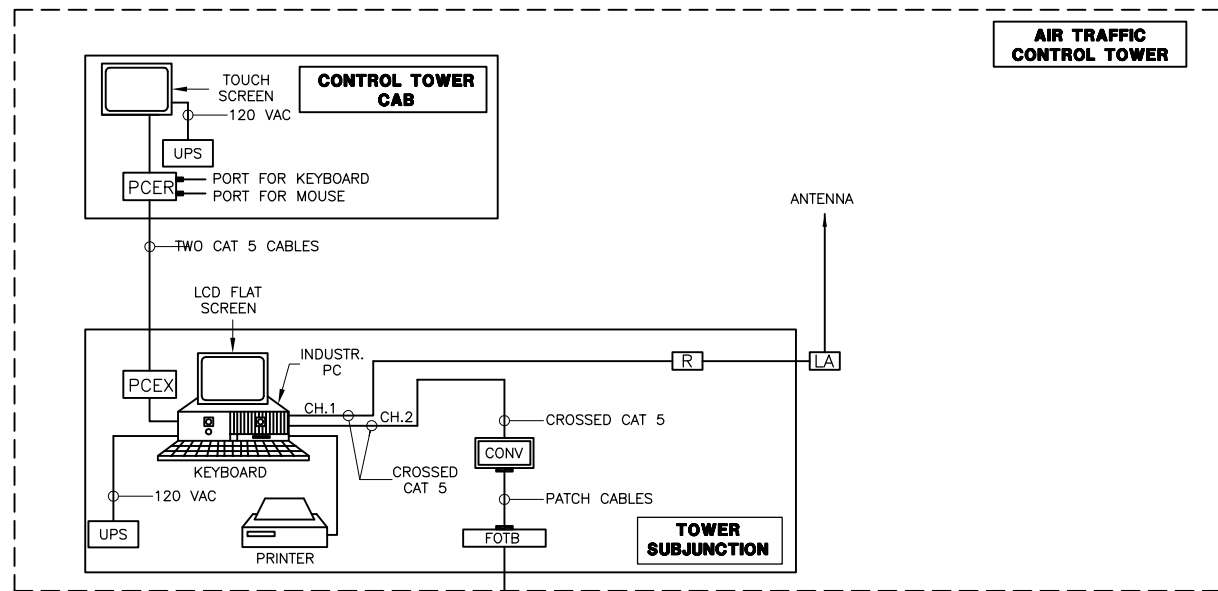 AIR TRAFFIC
CONTROL TOWER
CONTROL TOWER
CAB
TOUCH
SCREEN
120 VAC
UPS
PCER
PORT FOR KEYBOARD
PORT FOR MOUSE
ANTENNA
TWO CAT 5 CABLES
LCD FLAT
SCREEN
INDUSTR.
PC
R
LA
PCEX
CH.1
CH.2
CROSSED CAT 5
CONV
KEYBOARD
CROSSED
CAT 5
120 VAC
PATCH CABLES
UPS
FOTB
TOWER
SUBJUNCTION
PRINTER